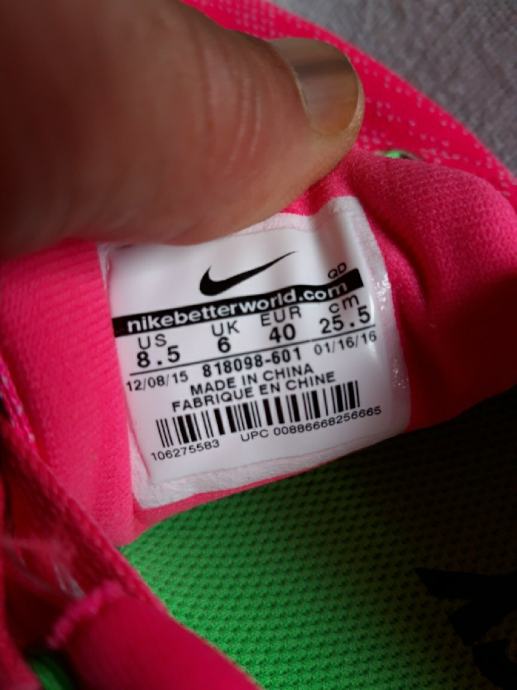 QD
nikebetterworld.com
US UK EUR cm
8.5 6 40 25.5
12/08/15 818098-601 01/16/16
MADE IN CHINA
FABRIQUE EN CHINE
106275583 UPC 00886668256665